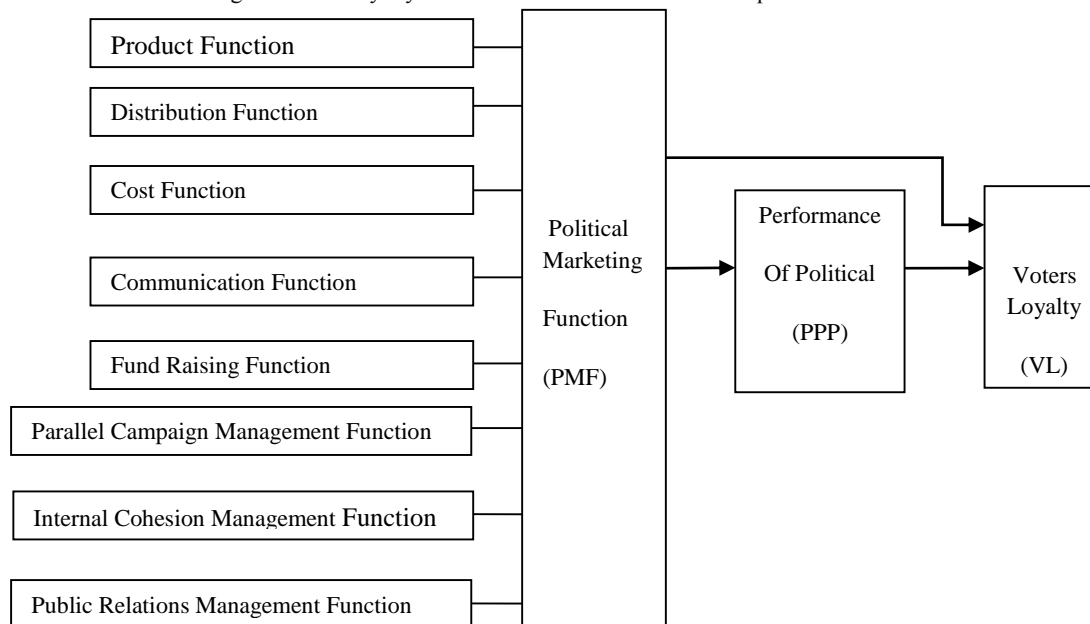 Product Function
Distribution Function
Cost Function
Communication Function
Fund Raising Function
Parallel Campaign Management Function
Internal Cohesion Management Function
Public Relations Management Function
Political
Marketing
Function
(PMF)
Performance
Of Political
(PPP)
Voters
Loyalty
(VL)